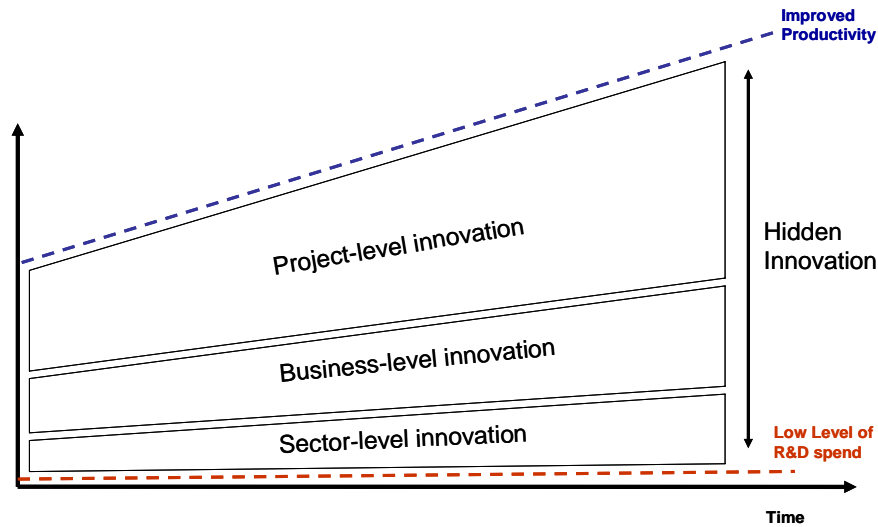 Improved
Productivity
Project-level innovation
Hidden
Innovation
Business-level innovation
Sector-level innovation
Low Level of
R&D spend
Time